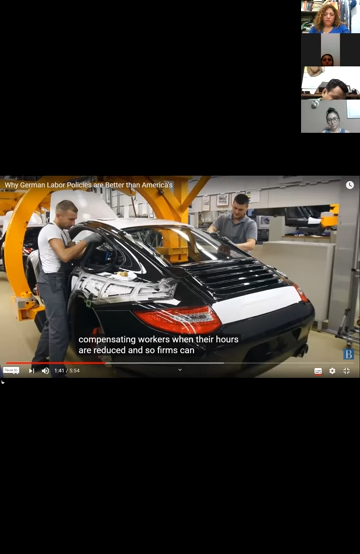 Why German Labor Policies are Better than America's
compensating workers when their hours
are reduced and so firms can
1:41 / 5:54
B